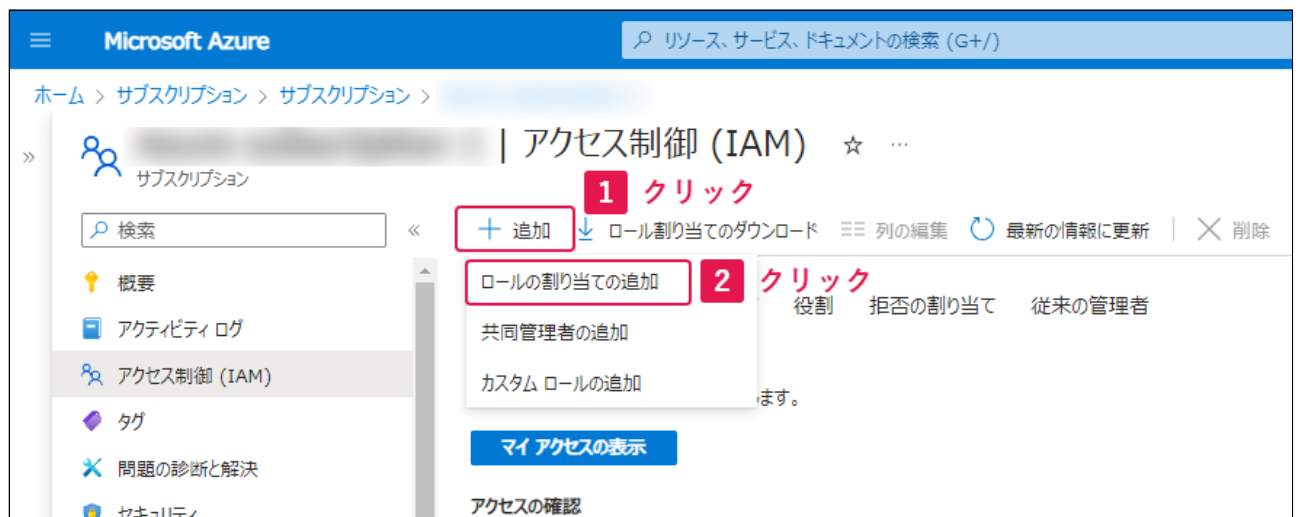 Microsoft Azure
リソース、サービス、ドキュメントの検索 (G+/)
ホーム > サブスクリプション > サブスクリプション >
| アクセス制御 (IAM) ☆ …
サブスクリプション
1 クリック
検索
« + 追加 ロール割り当てのダウンロード 列の編集 最新の情報に更新 | 削除
ロールの割り当ての追加
2 クリック
概要
役割 拒否の割り当て 従来の管理者
アクティビティ ログ
共同管理者の追加
アクセス制御 (IAM)
カスタム ロールの追加
ます。
タグ
マイ アクセスの表示
問題の診断と解決
アクセスの確認
セキュリティ